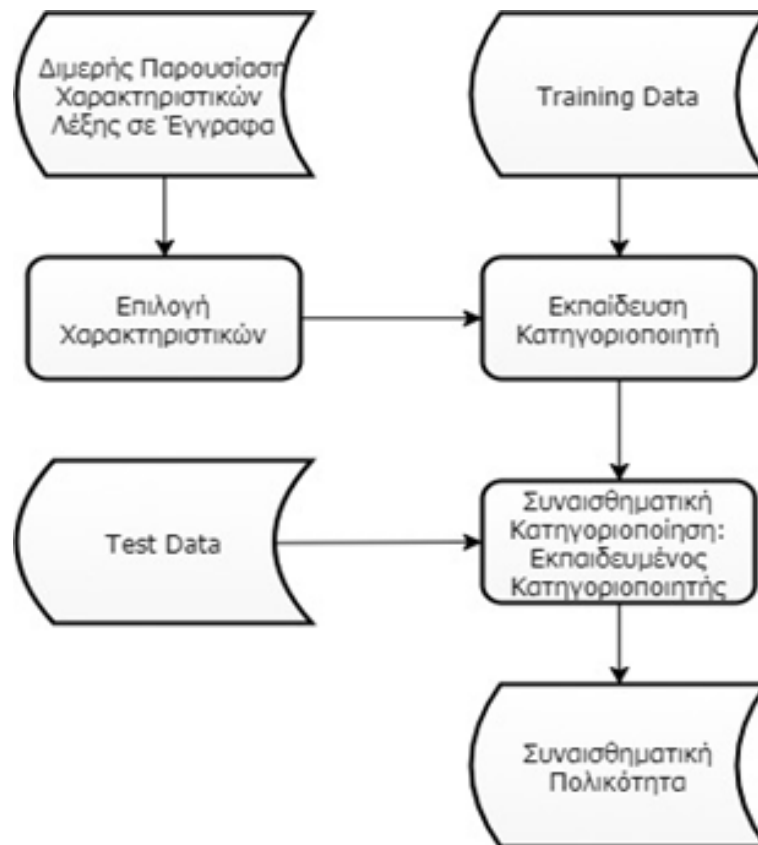 Διμερής Παρουσίαση
Χαρακτηριστικών
Λέξης σε Έγγραφα
Training Data
Επιλογή
Χαρακτηριστικών
Εκπαίδευση
Κατηγοριοποιητή
Test Data
Συναισθηματική
Κατηγοριοποίηση:
Εκπαιδευμένος
Κατηγοριοποιητής
Συναισθηματική
Πολικότητα